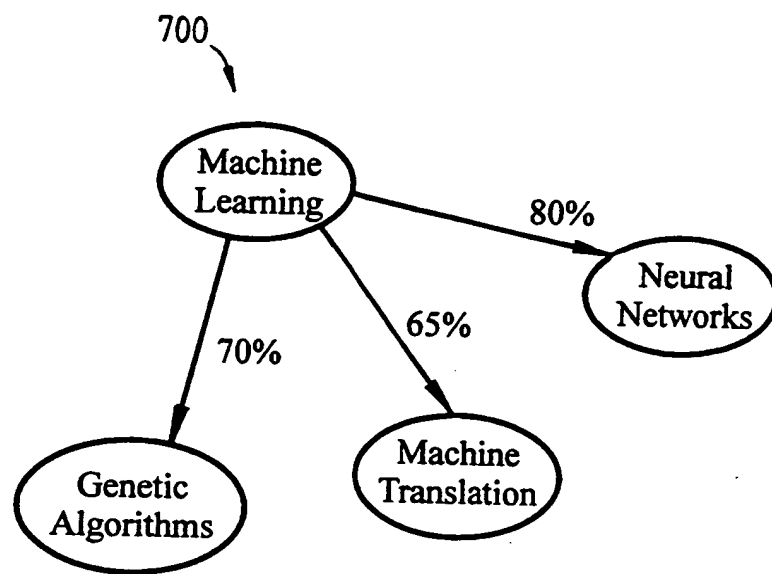 700
Machine
Learning
80%
Neural
Networks
65%
70%
Machine
Translation
Genetic
Algorithms